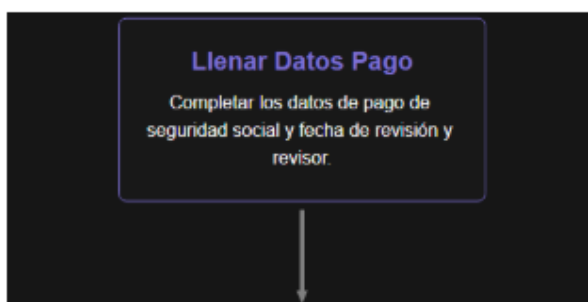 Llenar Datos Pago
Completar los datos de pago de
seguridad social y fecha de revisión y
revisor.